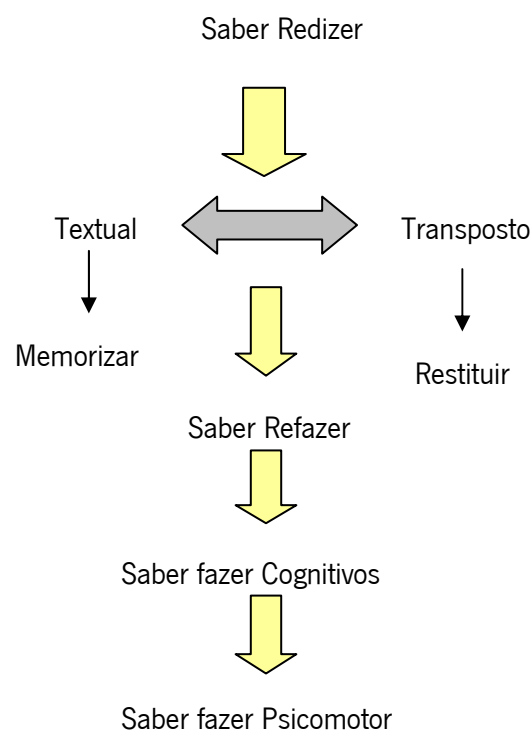 Saber Redizer
Textual
Transposto
Memorizar
Restituir
Saber Refazer
Saber fazer Cognitivos
Saber fazer Psicomotor